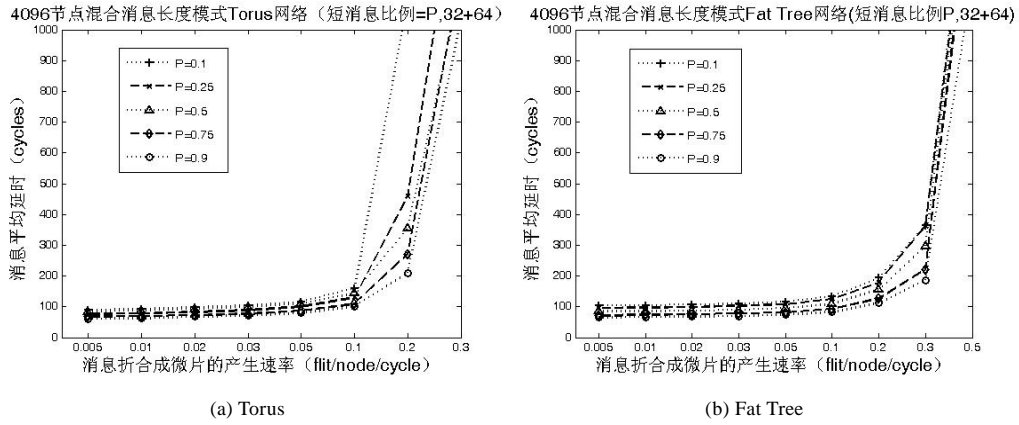 4096节点混合消息长度模式Torus网络（短消息比例=P,32+64）
1000
900
800
700
600
500
400
300
200
100
0
消息平均延时（cycles）
P=0.1
P=0.25
P=0.5
P=0.75
P=0.9
0.005 0.01 0.02 0.03 0.05 0.1 0.2 0.3
消息折合成微片的产生速率（flit/node/cycle）
(a) Torus
4096节点混合消息长度模式Fat Tree网络(短消息比例P,32+64)
1000
900
800
700
600
500
400
300
200
100
0
消息平均延时（cycles）
P=0.1
P=0.25
P=0.5
P=0.75
P=0.9
0.005 0.01 0.02 0.03 0.05 0.1 0.2 0.3 0.5
消息折合成微片的产生速率（flit/node/cycle）
(b) Fat Tree